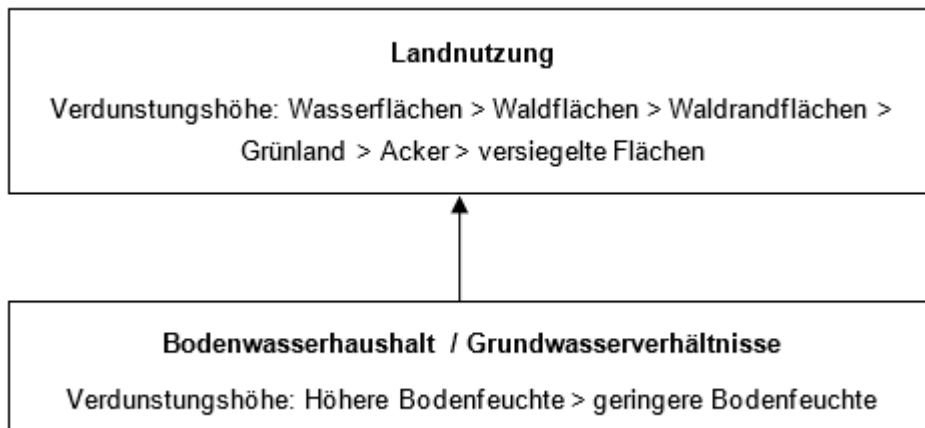 Landnutzung
Verdunstungshöhe: Wasserflächen > Waldflächen > Waldrandflächen >
Grünland > Acker > versiegelte Flächen
Bodenwasserhaushalt / Grundwasserverhältnisse
Verdunstungshöhe: Höhere Bodenfeuchte > geringere Bodenfeuchte